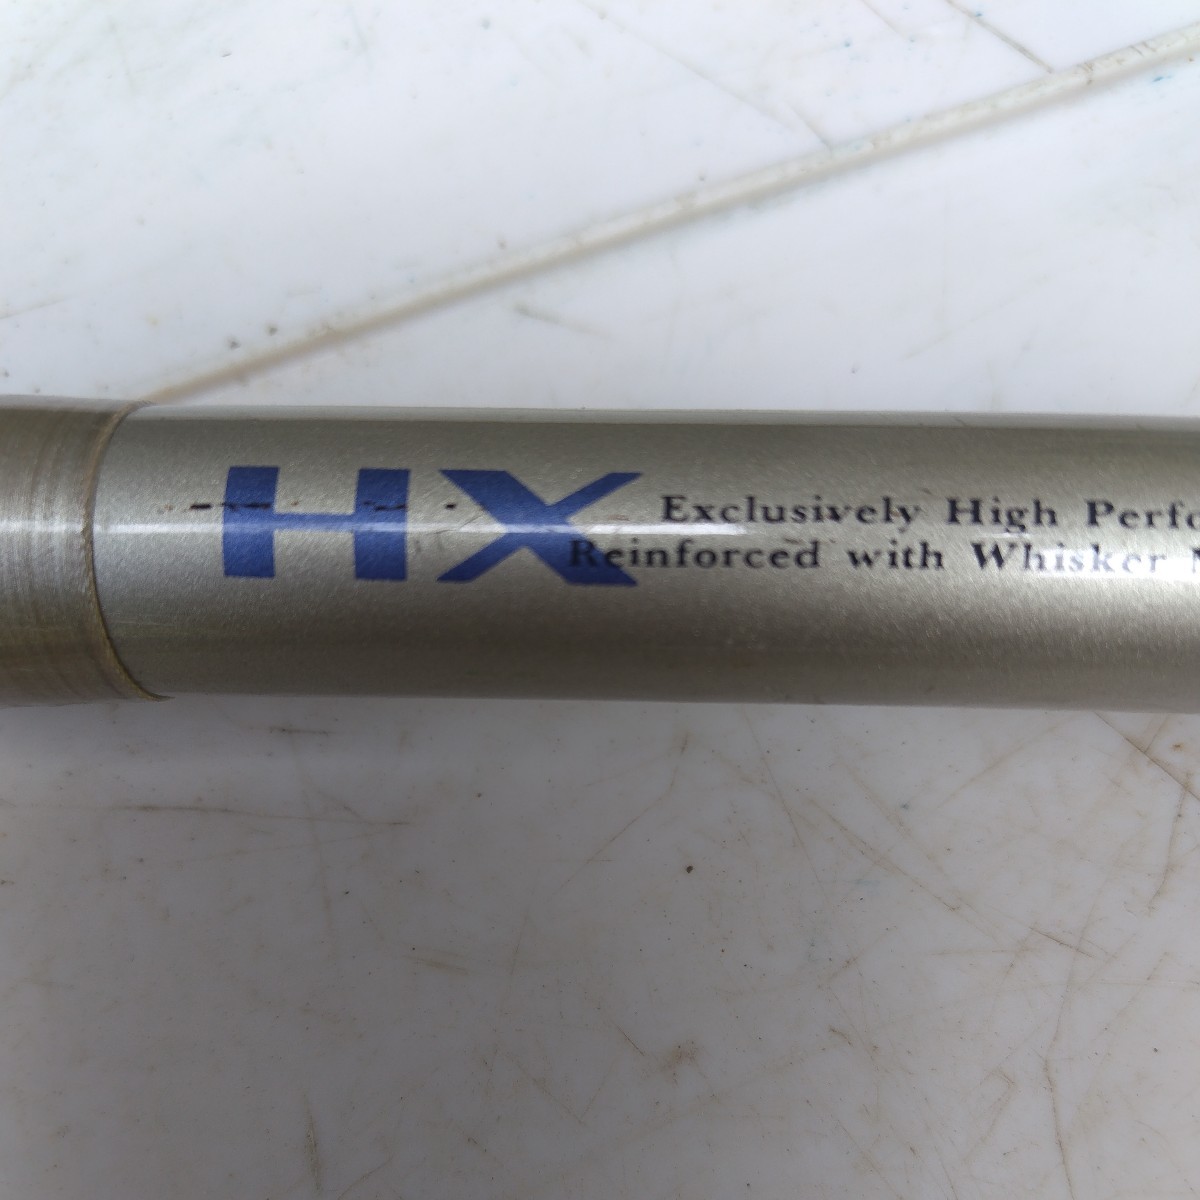 HX
Exclusively High Perfo
Reinforced with Whisker